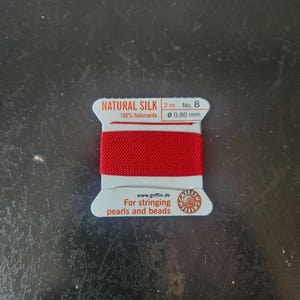 NATURAL SILK 2 m No. 8
100% Naturseide Ø 0,80 mm
www.griffin.de
For stringing
pearls and beads